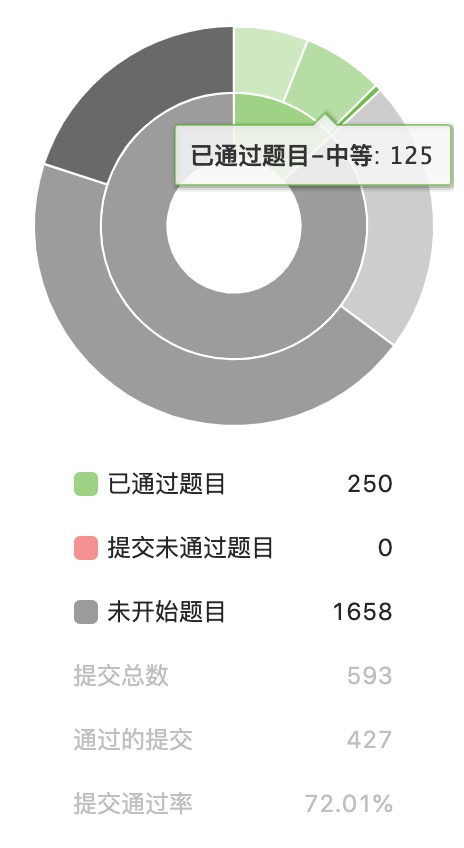 已通过题目-中等: 125
已通过题目 250
提交未通过题目 0
未开始题目 1658
提交总数 593
通过的提交 427
提交通过率 72.01%